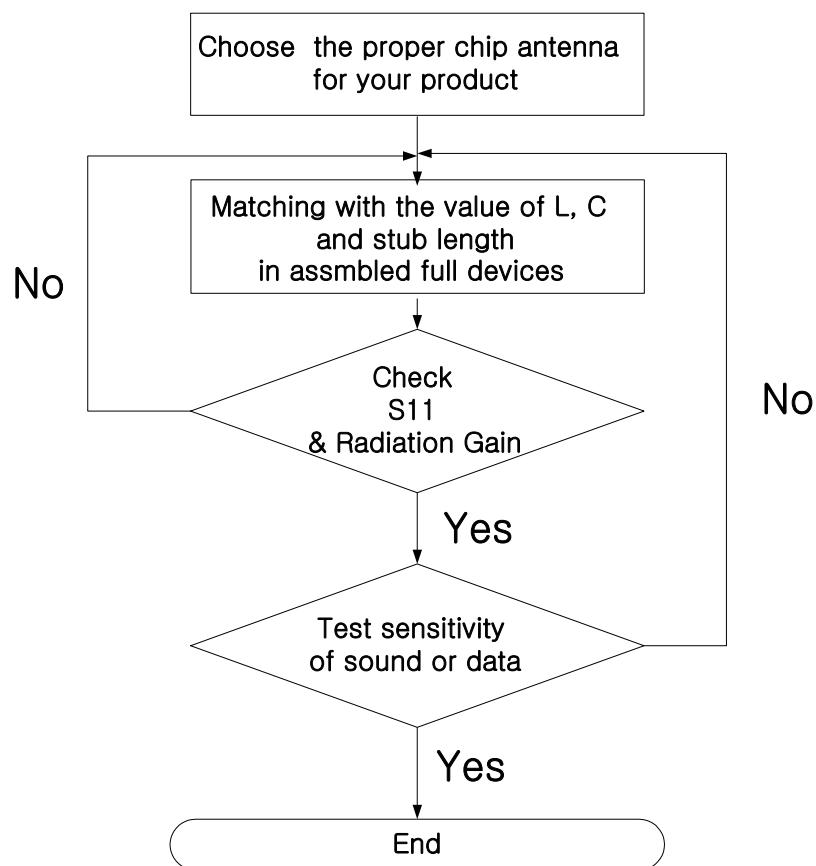 Choose the proper chip antenna
for your product
Matching with the value of L, C
and stub length
in assmbled full devices
No
Check
S11
& Radiation Gain
No
Yes
Test sensitivity
of sound or data
Yes
End